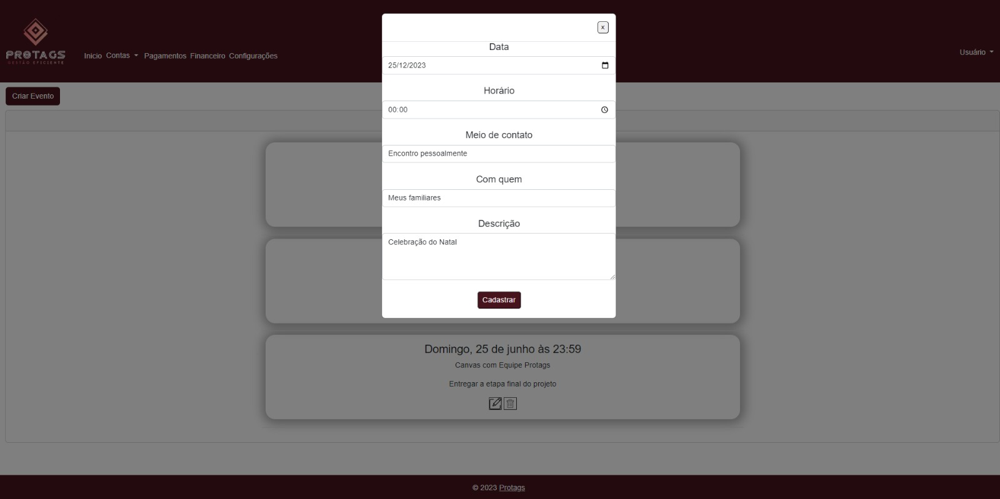 PROTAGS
GESTÃO EFICIENTE
Inicio Contas Pagamentos Financeiro Configurações
Usuário
Criar Evento
x
Data
25/12/2023
Horário
00:00
Meio de contato
Encontro pessoalmente
Com quem
Meus familiares
Descrição
Celebração do Natal
Cadastrar
Domingo, 25 de junho às 23:59
Canvas com Equipe Protags
Entregar a etapa final do projeto
© 2023 Protags